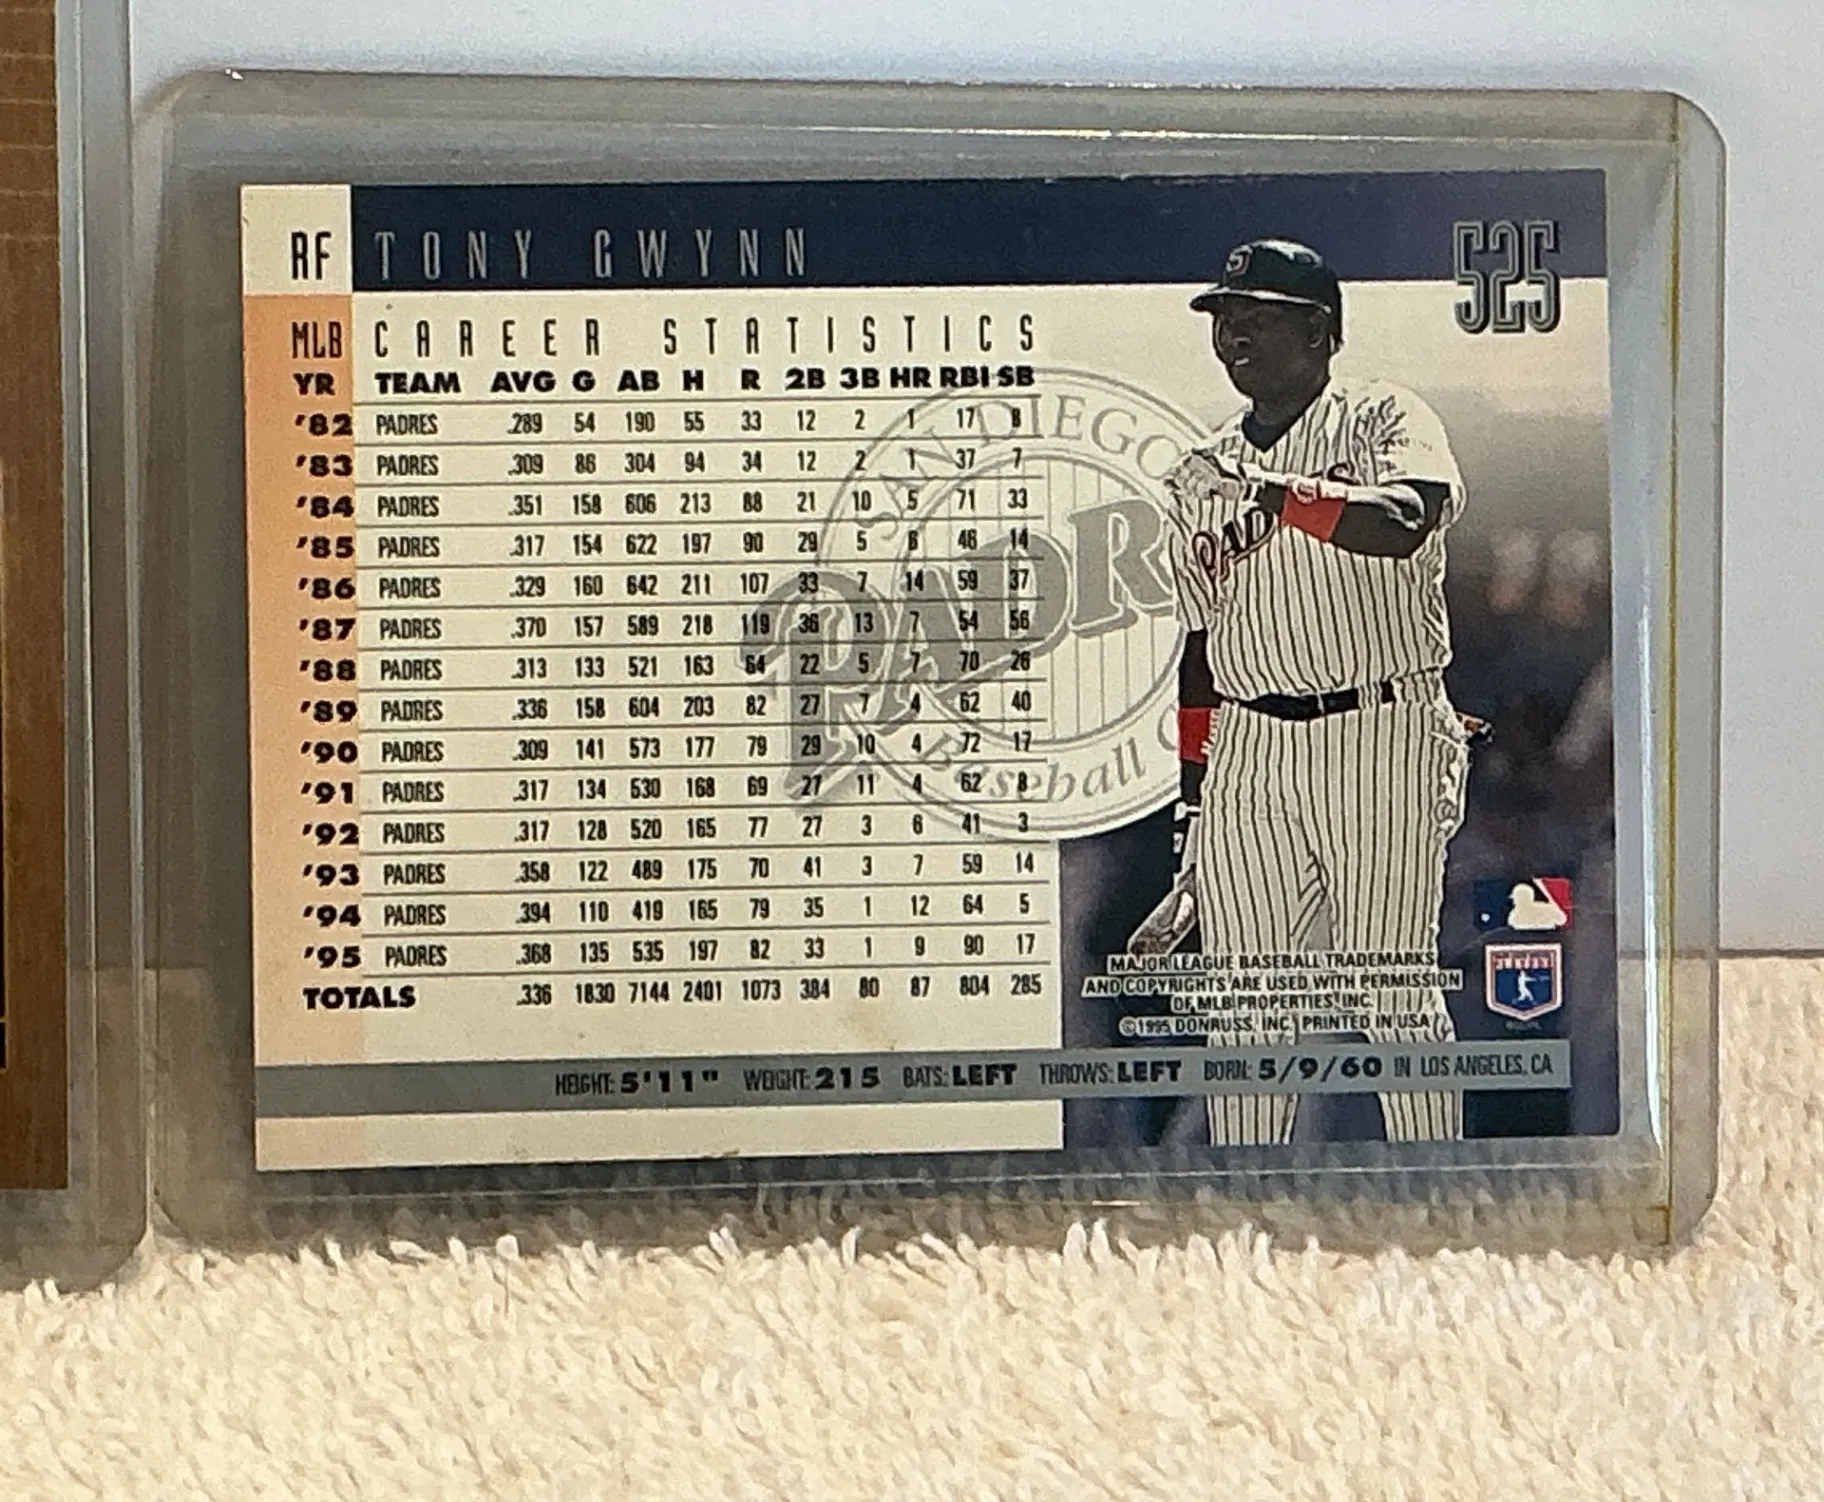 RF TONY GWYNN 525
MLB CAREER STATISTICS
YR TEAM AVG G AB H R 2B 3B HR RBI SB
'82 PADRES .289 54 190 55 33 12 2 1 17 8
'83 PADRES .309 86 304 94 34 12 2 1 37 7
'84 PADRES .351 158 606 213 88 21 10 5 71 33
'85 PADRES .317 154 622 197 90 29 5 6 46 14
'86 PADRES .329 160 642 211 107 33 7 14 59 37
'87 PADRES .370 157 589 218 119 36 13 7 54 56
'88 PADRES .313 133 521 163 64 22 5 7 70 26
'89 PADRES .336 158 604 203 82 27 7 4 62 40
'90 PADRES .309 141 573 177 79 29 10 4 72 17
'91 PADRES .317 134 530 168 69 27 11 4 62 8
'92 PADRES .317 128 520 165 77 27 3 6 41 3
'93 PADRES .358 122 489 175 70 41 3 7 59 14
'94 PADRES .394 110 419 165 79 35 1 12 64 5
'95 PADRES .368 135 535 197 82 33 1 9 90 17
TOTALS .336 1830 7144 2401 1073 384 80 87 804 285
SAN DIEGO
PADR
Baseball C
PAD ES
MAJOR LEAGUE BASEBALL TRADEMARKS
AND COPYRIGHTS ARE USED WITH PERMISSION
OF MLB PROPERTIES, INC.
©1995 DONRUSS, INC. PRINTED IN USA
HEIGHT: 5'11" WEIGHT: 215 BATS: LEFT THROWS: LEFT BORN: 5/9/60 IN LOS ANGELES, CA